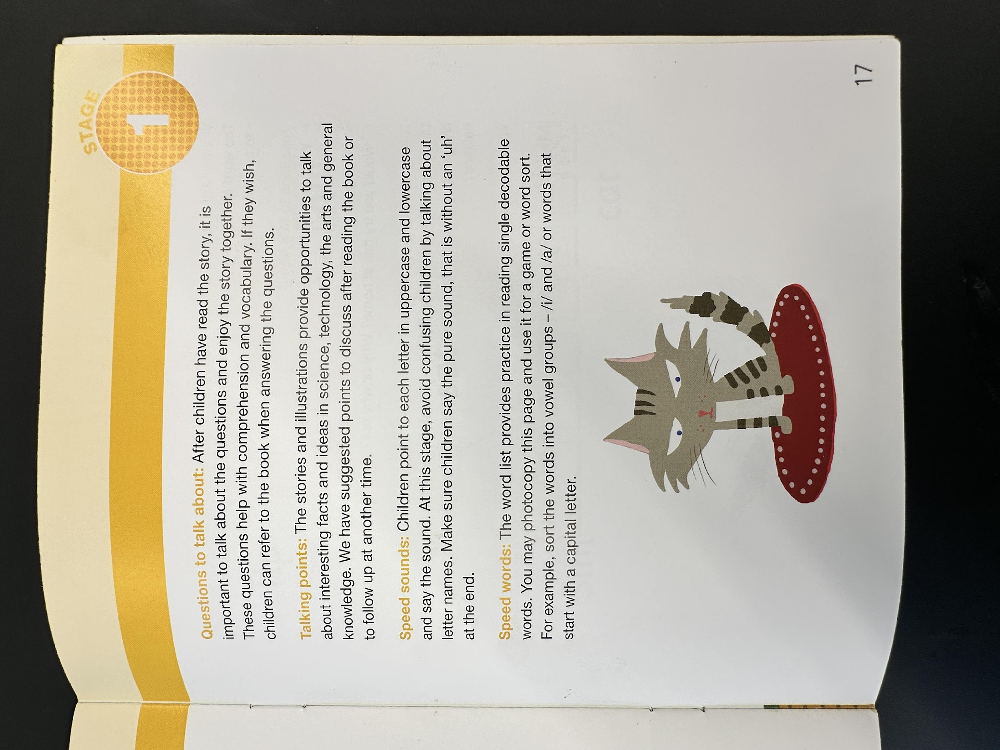 STAGE
1
Questions to talk about: After children have read the story, it is
important to talk about the questions and enjoy the story together.
These questions help with comprehension and vocabulary. If they wish,
children can refer to the book when answering the questions.
Talking points: The stories and illustrations provide opportunities to talk
about interesting facts and ideas in science, technology, the arts and general
knowledge. We have suggested points to discuss after reading the book or
to follow up at another time.
Speed sounds: Children point to each letter in uppercase and lowercase
and say the sound. At this stage, avoid confusing children by talking about
letter names. Make sure children say the pure sound, that is without an ‘uh’
at the end.
Speed words: The word list provides practice in reading single decodable
words. You may photocopy this page and use it for a game or word sort.
For example, sort the words into vowel groups – /i/ and /a/ or words that
start with a capital letter.
17